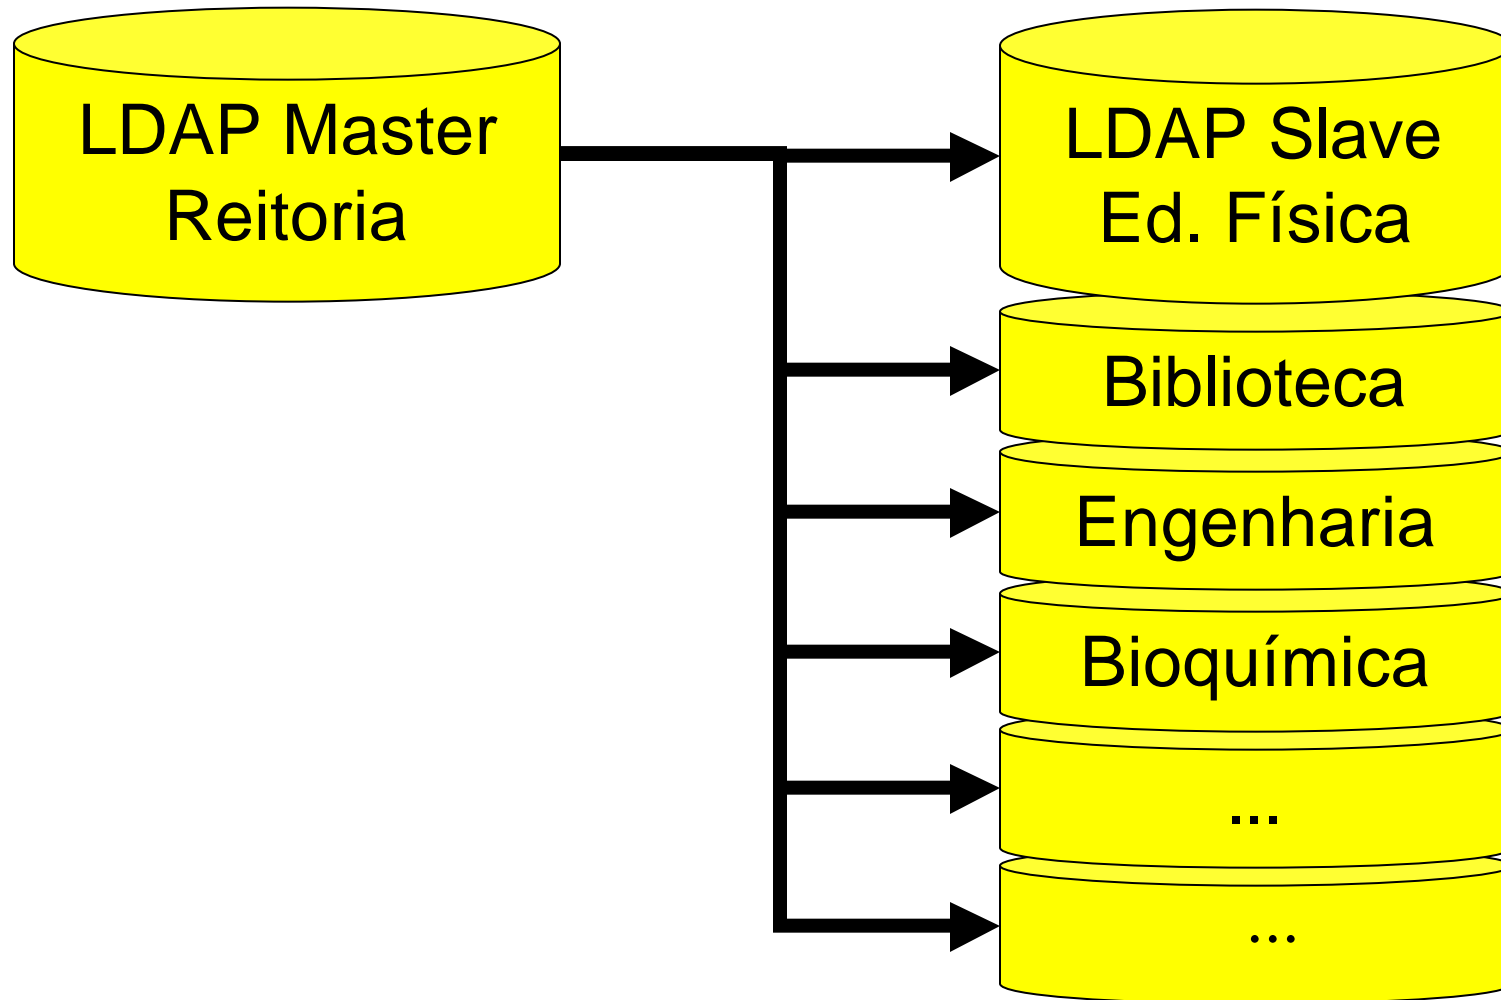 LDAP Master
Reitoria
LDAP Slave
Ed. Física
Biblioteca
Engenharia
Bioquímica
...
...